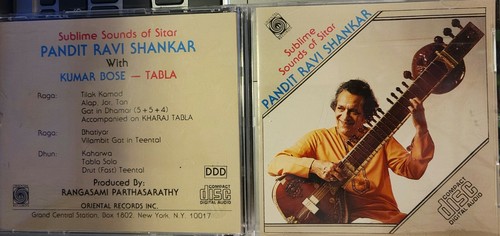 Sublime Sounds of Sitar
PANDIT RAVI SHANKAR
With
KUMAR BOSE — TABLA
Raga: Tilak Kamod
Alap, Jor, Tan
Gat in Dhamar (5+5+4)
Accompanied on KHARAJ TABLA
Raga: Bhatiyar
Vilambit Gat in Teental
Dhun: Kaharwa
Tabla Solo
Drut (Fast) Teental
DDD
Produced By:
RANGASAMI PARTHASARATHY
COMPACT
disc
DIGITAL AUDIO
ORIENTAL RECORDS INC.
Grand Central Station, Box 1802, New York, N.Y. 10017
Sublime
Sounds of Sitar
PANDIT RAVI SHANKAR
COMPACT
disc
DIGITAL AUDIO